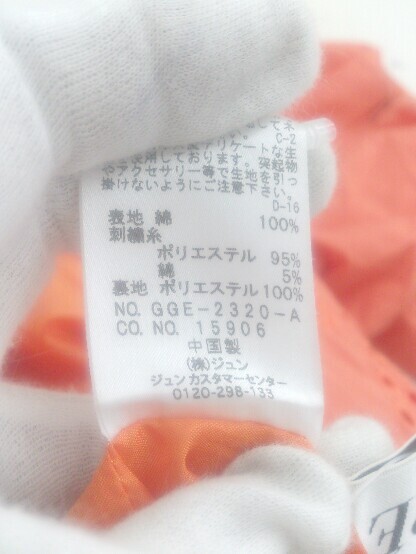 C-2
デリケートな生
使用しております。突起物
やアクセサリー等で生地を引っ
掛けないようにご注意下さい。
D-16
表地 綿 100%
刺繍糸
ポリエステル 95%
綿 5%
裏地 ポリエステル 100%
NO. GGE-2320-A
CO. NO. 15906
中国製
(株)ジュン
ジュン カスタマーセンター
0120-298-133